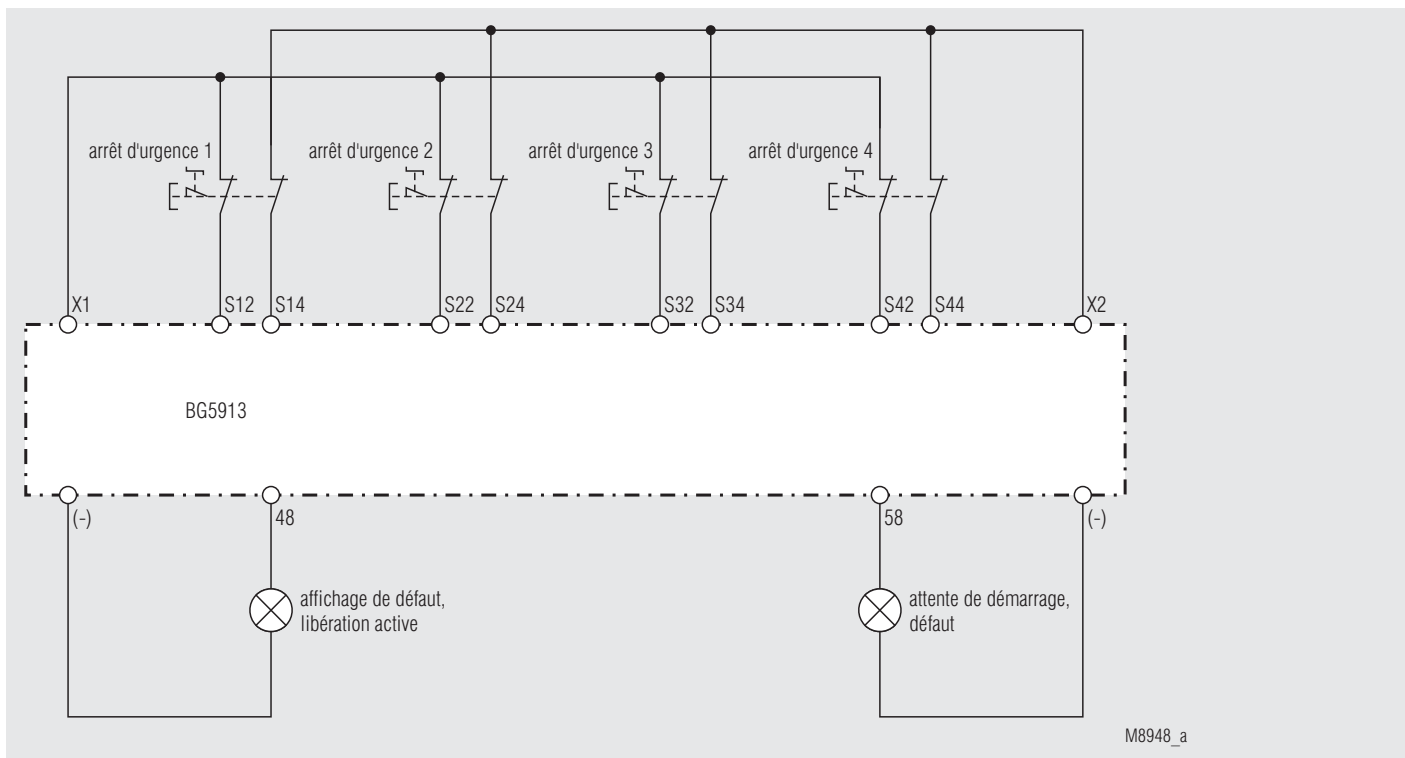 arrêt d'urgence 1
arrêt d'urgence 2
arrêt d'urgence 3
arrêt d'urgence 4
X1
S12
S14
S22
S24
S32
S34
S42
S44
X2
BG5913
(-)
48
58
(-)
affichage de défaut,
libération active
attente de démarrage,
défaut
M8948_a